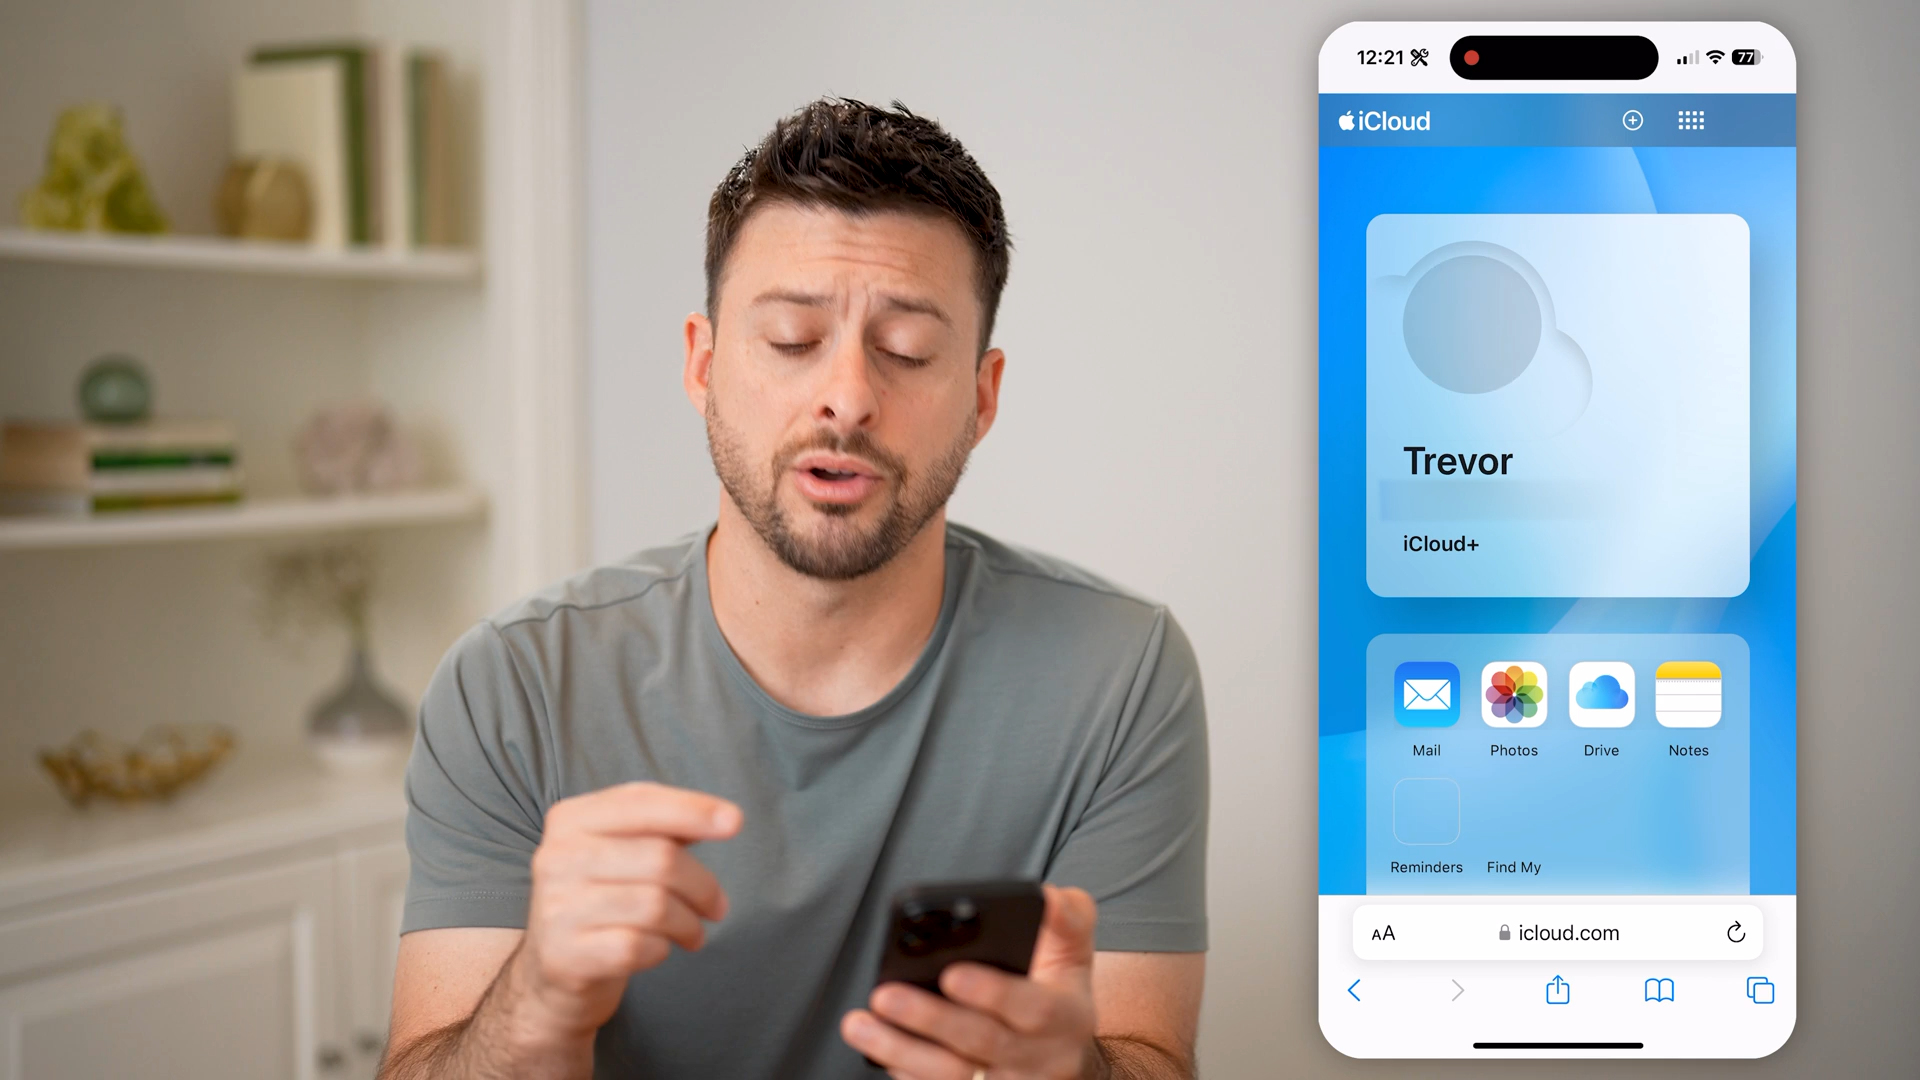 12:21
77
iCloud
Trevor
iCloud+
Mail Photos Drive Notes
Reminders Find My
AA icloud.com